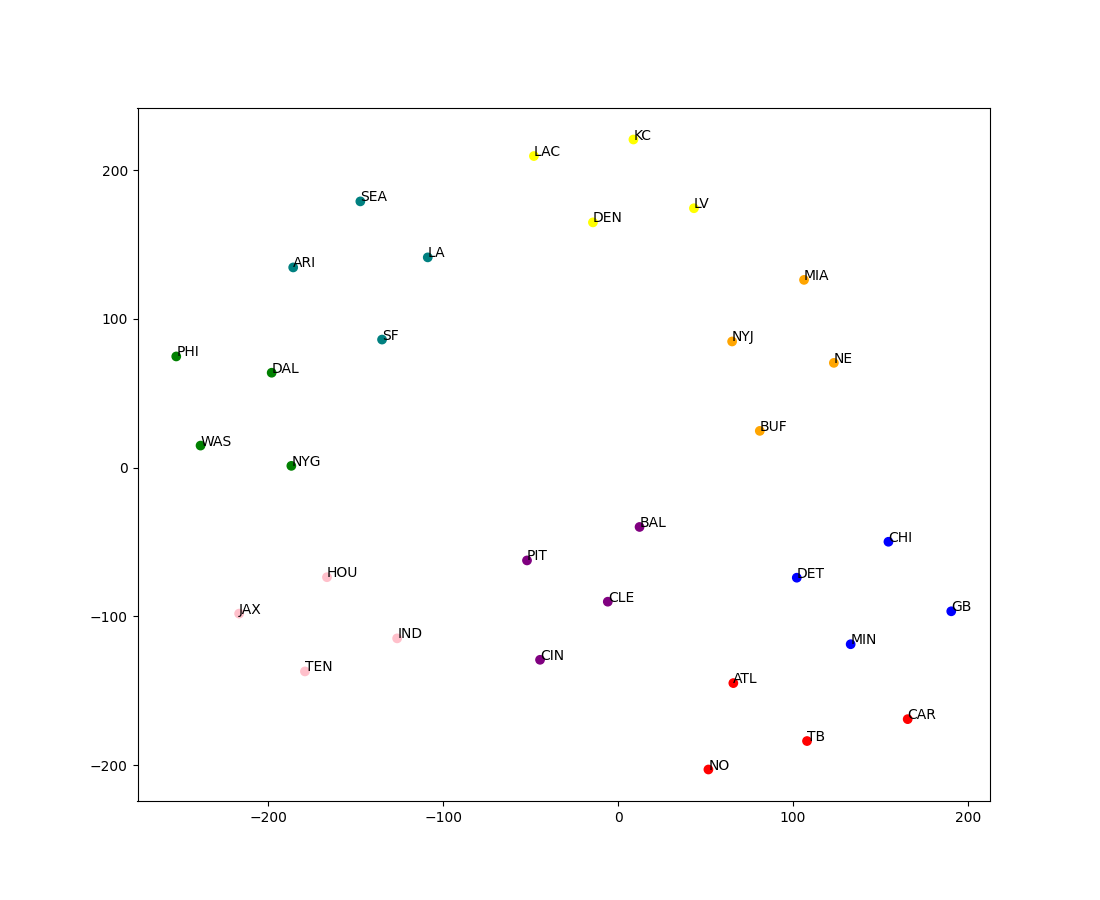 KC
LAC
200
SEA
LV
DEN
ARI
LA
MIA
100
SF
NYJ
PHI
NE
DAL
BUF
WAS
NYG
0
BAL
CHI
PIT
HOU
DET
CLE
GB
JAX
−100
IND
MIN
CIN
TEN
ATL
CAR
TB
NO
−200
−200 −100 0 100 200